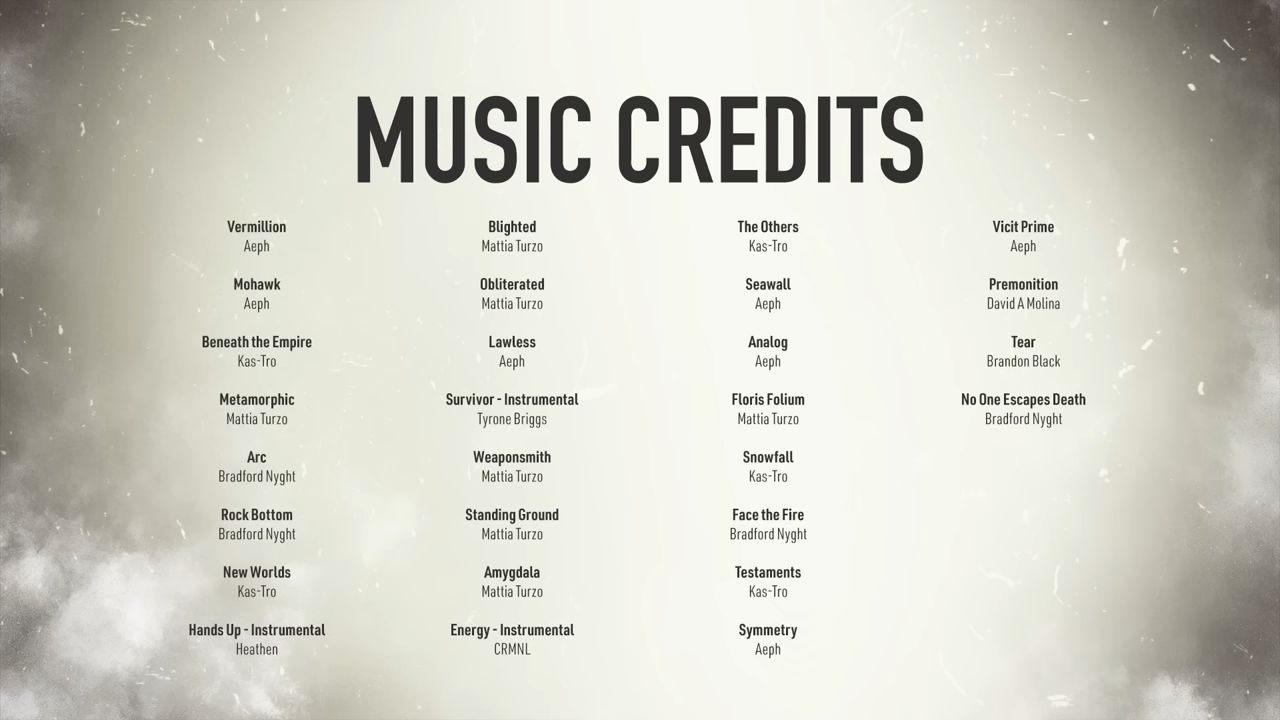 MUSIC CREDITS
Vermillion
Aeph
Mohawk
Aeph
Beneath the Empire
Kas-Tro
Metamorphic
Mattia Turzo
Arc
Bradford Nyght
Rock Bottom
Bradford Nyght
New Worlds
Kas-Tro
Hands Up - Instrumental
Heathen
Blighted
Mattia Turzo
Obliterated
Mattia Turzo
Lawless
Aeph
Survivor - Instrumental
Tyrone Briggs
Weaponsmith
Mattia Turzo
Standing Ground
Mattia Turzo
Amygdala
Mattia Turzo
Energy - Instrumental
CRMNL
The Others
Kas-Tro
Seawall
Aeph
Analog
Aeph
Floris Folium
Mattia Turzo
Snowfall
Kas-Tro
Face the Fire
Bradford Nyght
Testaments
Kas-Tro
Symmetry
Aeph
Vicit Prime
Aeph
Premonition
David A Molina
Tear
Brandon Black
No One Escapes Death
Bradford Nyght